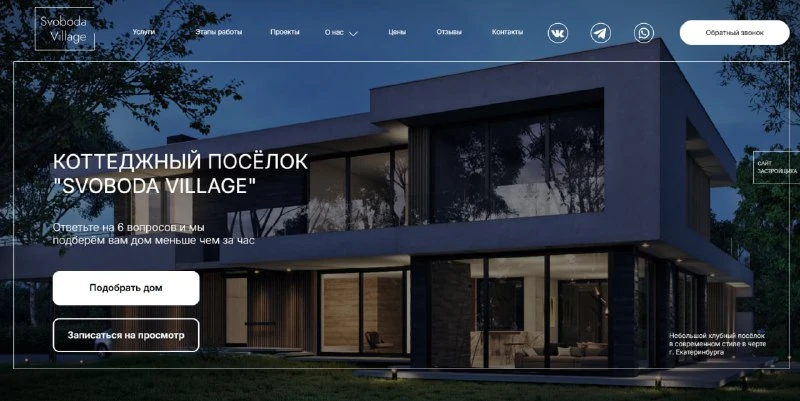 Svoboda
Village
Услуги
Этапы работы
Проекты
О нас
Цены
Отзывы
Контакты
Обратный звонок
САЙТ
ЗАСТРОЙЩИКА
КОТТЕДЖНЫЙ ПОСЁЛОК
"SVOBODA VILLAGE"
Ответьте на 6 вопросов и мы
подберём вам дом меньше чем за час
Подобрать дом
Записаться на просмотр
Небольшой клубный посёлок
в современном стиле в черте
г. Екатеринбурга